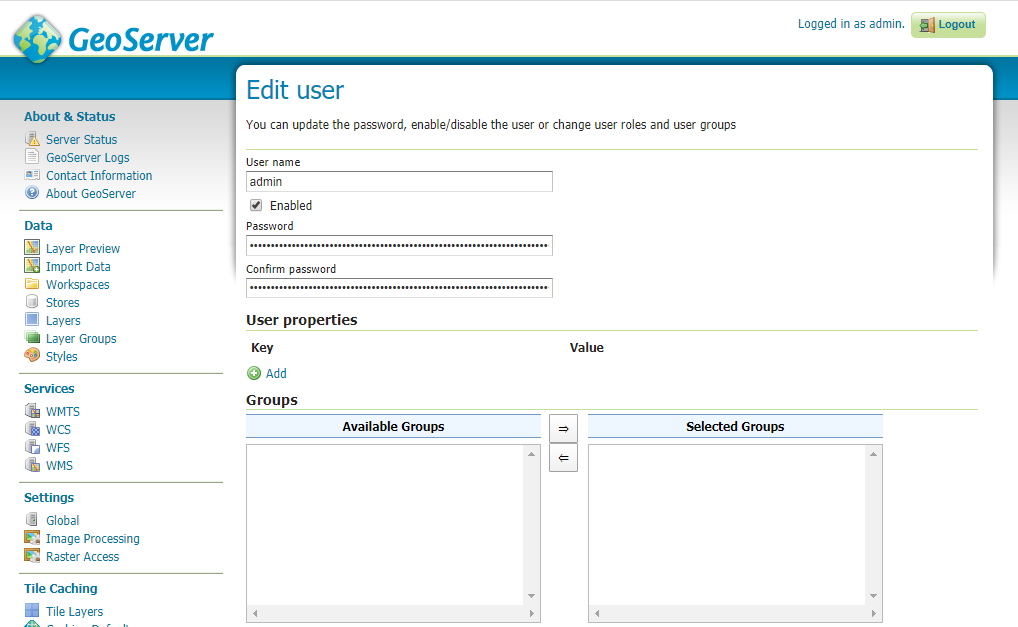 GeoServer
Logged in as admin.
Logout
About & Status
Server Status
GeoServer Logs
Contact Information
About GeoServer
Data
Layer Preview
Import Data
Workspaces
Stores
Layers
Layer Groups
Styles
Services
WMTS
WCS
WFS
WMS
Settings
Global
Image Processing
Raster Access
Tile Caching
Tile Layers
Edit user
You can update the password, enable/disable the user or change user roles and user groups
User name
admin
Enabled
Password
Confirm password
User properties
Key Value
Add
Groups
Available Groups ⇒ Selected Groups
⇐